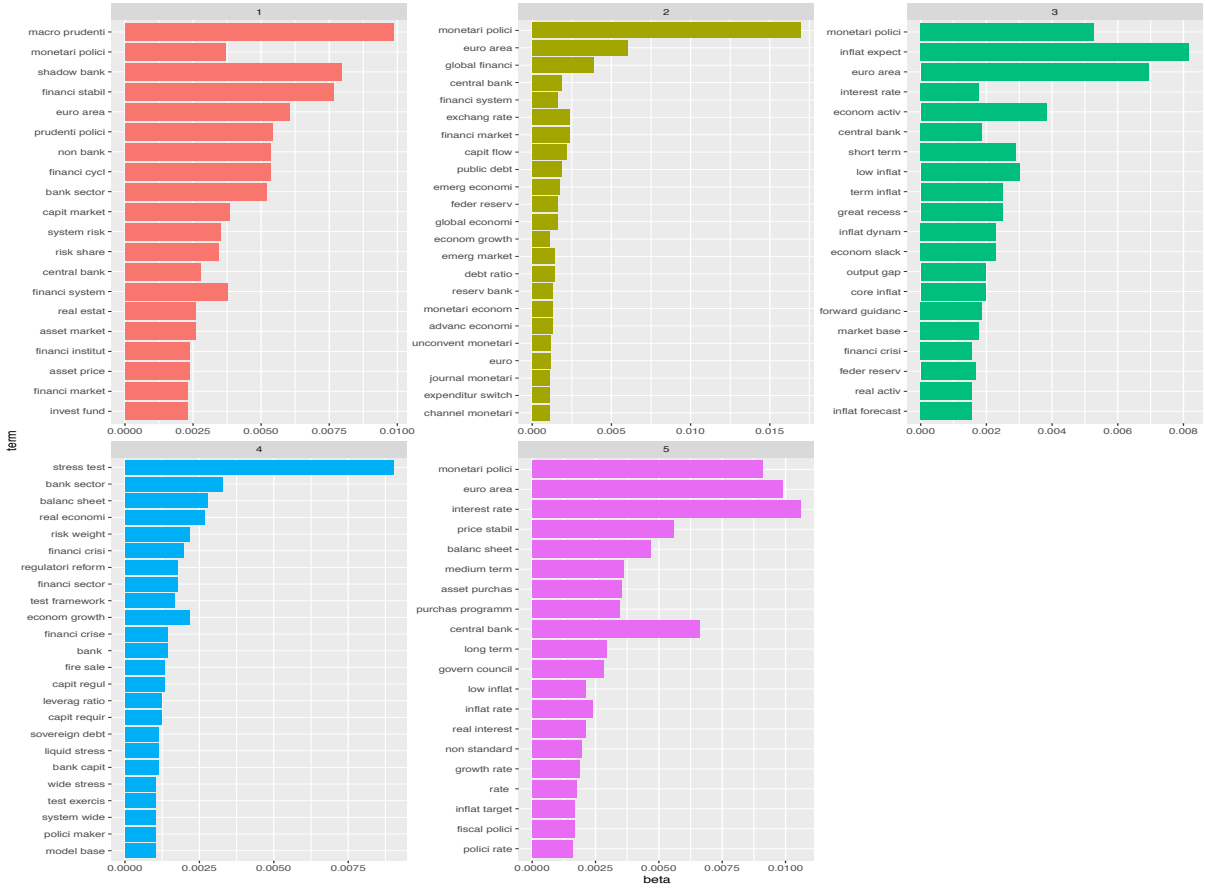 1
macro prudenti
monetari polici
shadow bank
financi stabil
euro area
prudenti polici
non bank
financi cycl
bank sector
capit market
system risk
risk share
central bank
financi system
real estat
asset market
financi institut
asset price
financi market
invest fund
0.0000 0.0025 0.0050 0.0075 0.0100
2
monetari polici
euro area
global financi
central bank
financi system
exchang rate
financi market
capit flow
public debt
emerg economi
feder reserv
global economi
econom growth
emerg market
debt ratio
reserv bank
monetari econom
advanc economi
unconvent monetari
euro
journal monetari
expenditur switch
channel monetari
0.000 0.005 0.010 0.015
3
monetari polici
inflat expect
euro area
interest rate
econom activ
central bank
short term
low inflat
term inflat
great recess
inflat dynam
econom slack
output gap
core inflat
forward guidanc
market base
financi crisi
feder reserv
real activ
inflat forecast
0.000 0.002 0.004 0.006 0.008
term
4
stress test
bank sector
balanc sheet
real economi
risk weight
financi crisi
regulatori reform
financi sector
test framework
econom growth
financi crise
bank
fire sale
capit regul
leverag ratio
capit requir
sovereign debt
liquid stress
bank capit
wide stress
test exercis
system wide
polici maker
model base
0.0000 0.0025 0.0050 0.0075
5
monetari polici
euro area
interest rate
price stabil
balanc sheet
medium term
asset purchas
purchas programm
central bank
long term
govern council
low inflat
inflat rate
real interest
non standard
growth rate
rate
inflat target
fiscal polici
polici rate
0.0000 0.0025 0.0050 0.0075 0.0100
beta